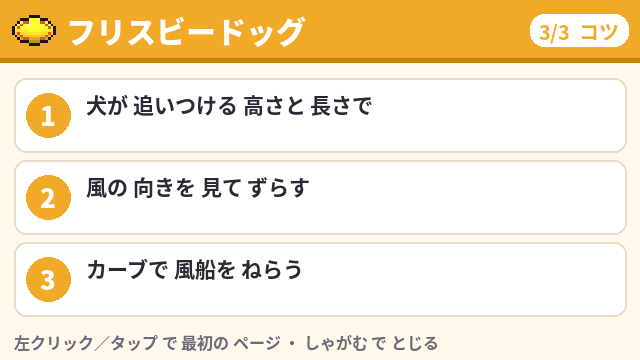 フリスビードッグ
3/3 コツ
1 犬が 追いつける 高さと 長さで
2 風の 向きを 見て ずらす
3 カーブで 風船を ねらう
左クリック／タップ で 最初の ページ ・ しゃがむ で とじる